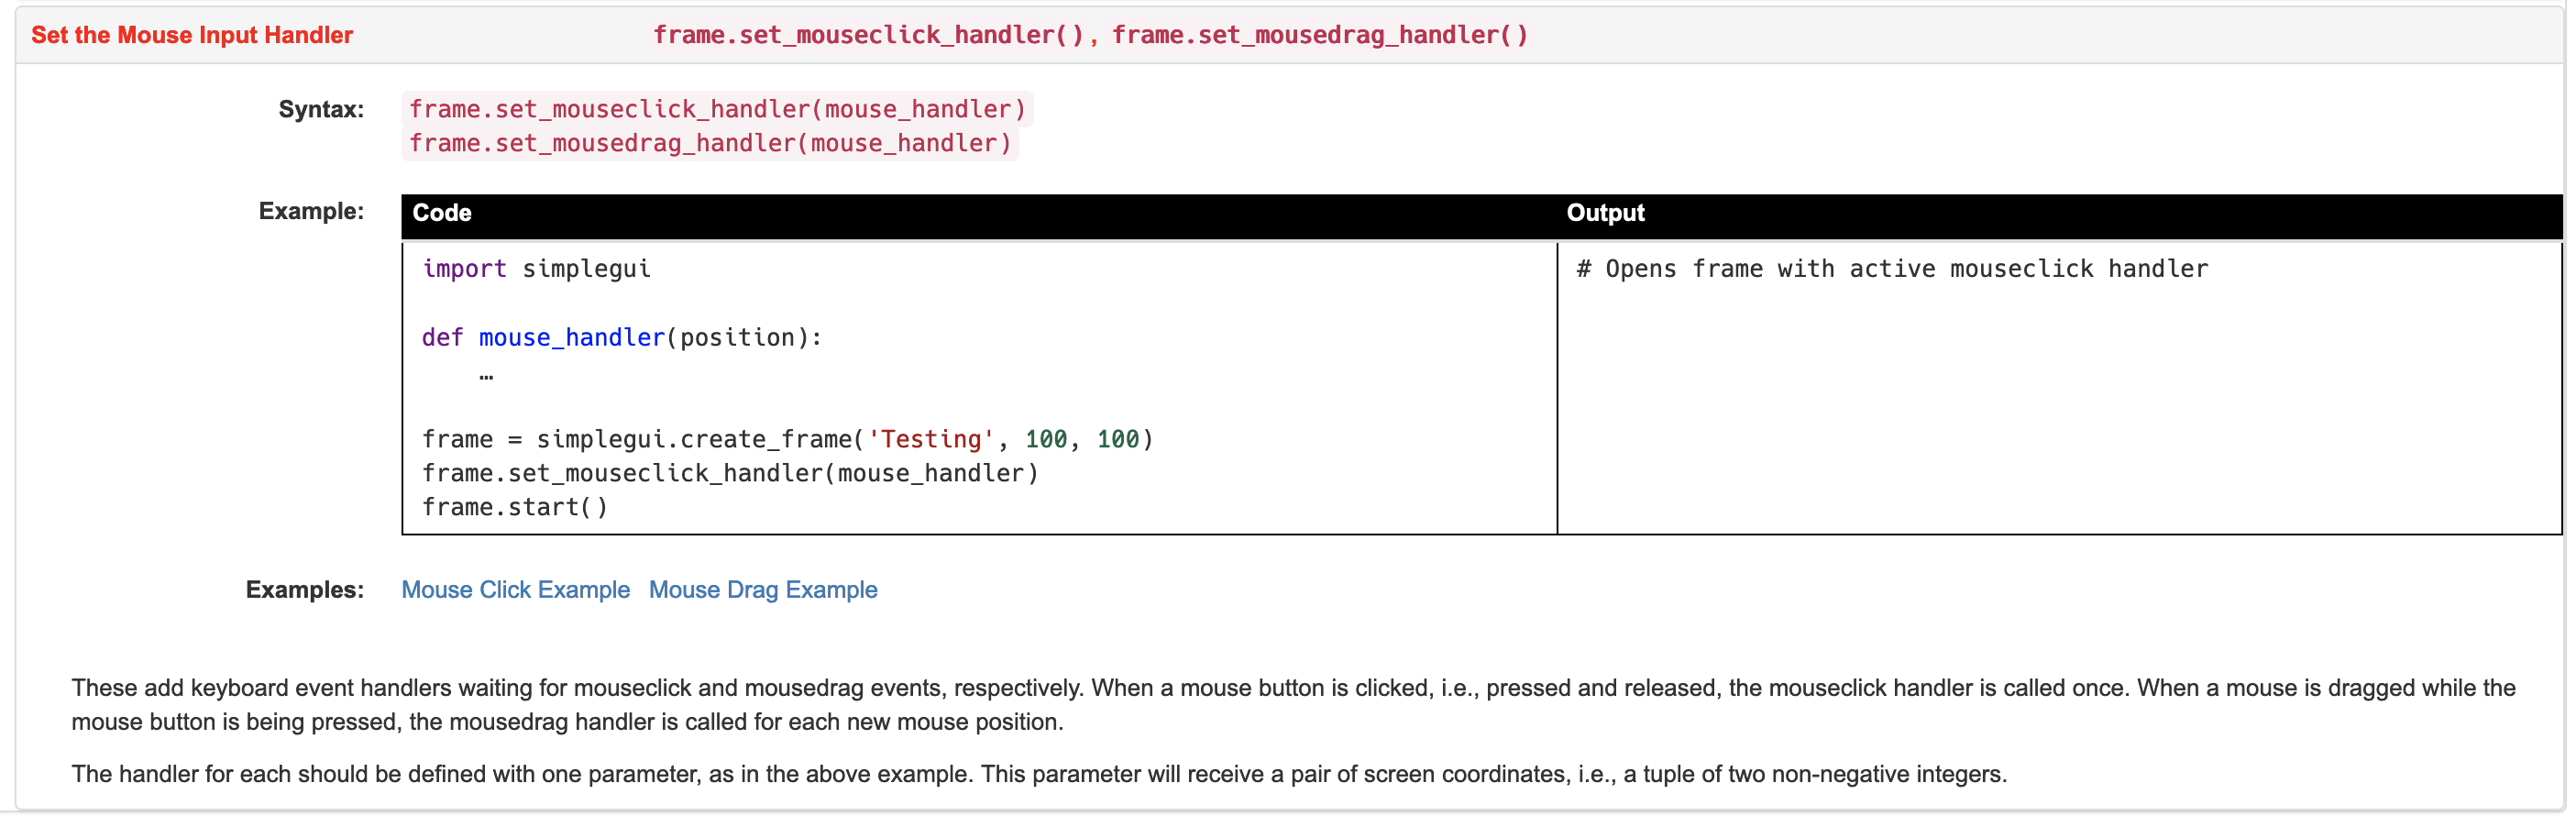 Set the Mouse Input Handler frame.set_mouseclick_handler(), frame.set_mousedrag_handler()
Syntax: frame.set_mouseclick_handler(mouse_handler)
frame.set_mousedrag_handler(mouse_handler)
Example: Code Output
import simplegui # Opens frame with active mouseclick handler
def mouse_handler(position):
…
frame = simplegui.create_frame('Testing', 100, 100)
frame.set_mouseclick_handler(mouse_handler)
frame.start()
Examples: Mouse Click Example Mouse Drag Example
These add keyboard event handlers waiting for mouseclick and mousedrag events, respectively. When a mouse button is clicked, i.e., pressed and released, the mouseclick handler is called once. When a mouse is dragged while the
mouse button is being pressed, the mousedrag handler is called for each new mouse position.
The handler for each should be defined with one parameter, as in the above example. This parameter will receive a pair of screen coordinates, i.e., a tuple of two non-negative integers.